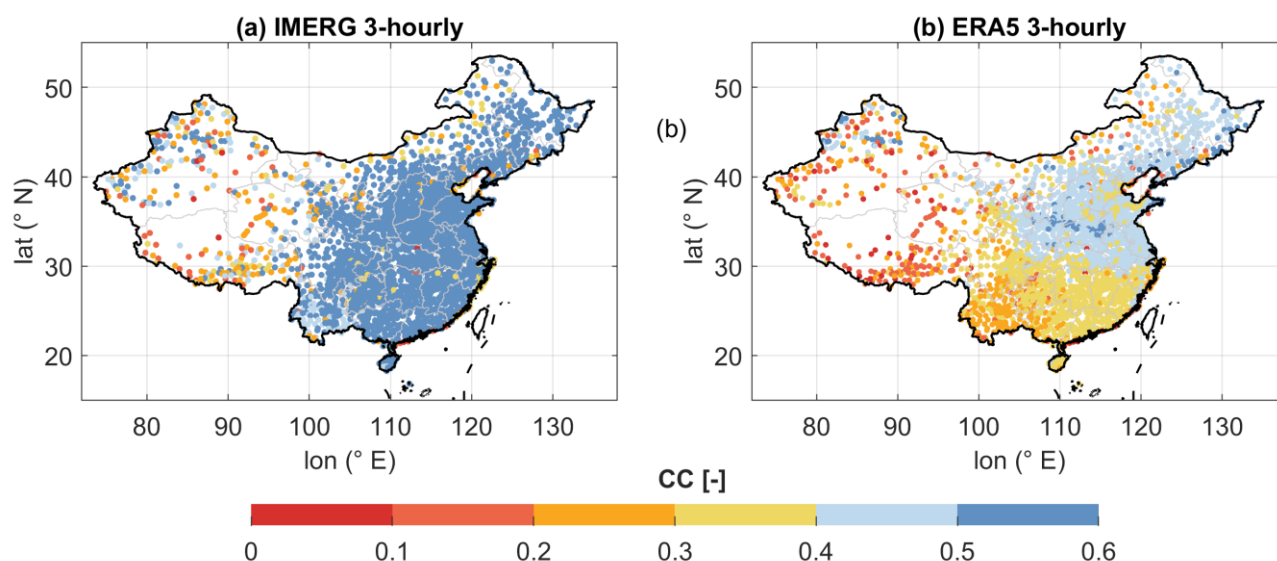 (a) IMERG 3-hourly
(b) ERA5 3-hourly
(b)
50
40
30
20
lat (° N)
80 90 100 110 120 130
lon (° E)
50
40
30
20
lat (° N)
80 90 100 110 120 130
lon (° E)
CC [-]
0 0.1 0.2 0.3 0.4 0.5 0.6